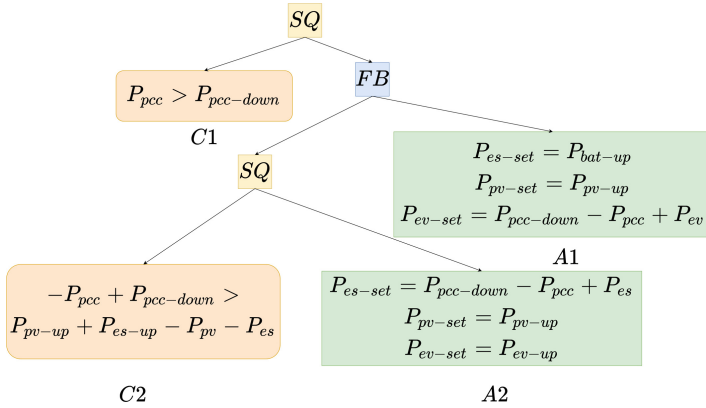 SQ
P_{pcc} > P_{pcc-down}
C1
FB
SQ
P_{es-set} = P_{bat-up}
P_{pv-set} = P_{pv-up}
P_{ev-set} = P_{pcc-down} - P_{pcc} + P_{ev}
A1
-P_{pcc} + P_{pcc-down} >
P_{pv-up} + P_{es-up} - P_{pv} - P_{es}
C2
P_{es-set} = P_{pcc-down} - P_{pcc} + P_{es}
P_{pv-set} = P_{pv-up}
P_{ev-set} = P_{ev-up}
A2